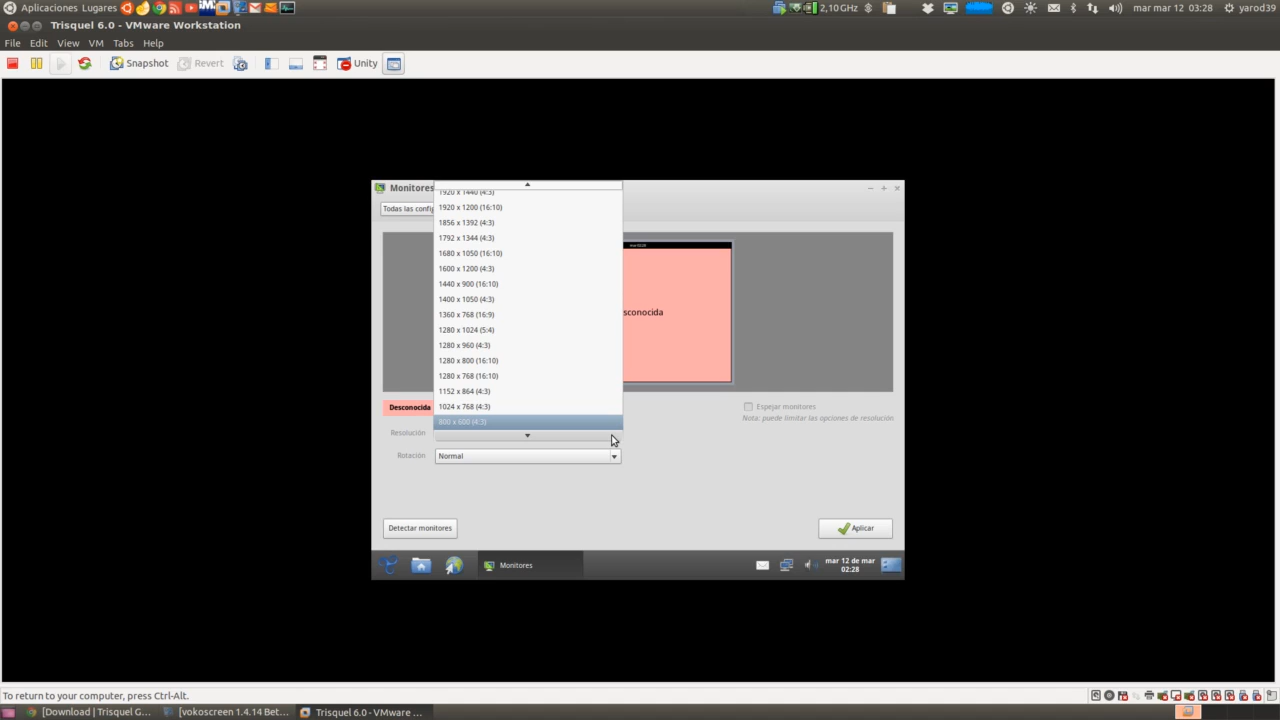 Aplicaciones Lugares
2,10GHz
mar mar 12 03:28
yarod39
Trisquel 6.0 - VMware Workstation
File Edit View VM Tabs Help
Snapshot
Revert
Unity
Monitores
Todas las config
1920 x 1440 (4:3)
1920 x 1200 (16:10)
1856 x 1392 (4:3)
1792 x 1344 (4:3)
1680 x 1050 (16:10)
1600 x 1200 (4:3)
1440 x 900 (16:10)
1400 x 1050 (4:3)
1360 x 768 (16:9)
1280 x 1024 (5:4)
1280 x 960 (4:3)
1280 x 800 (16:10)
1280 x 768 (16:10)
1152 x 864 (4:3)
1024 x 768 (4:3)
800 x 600 (4:3)
sconocida
Desconocida
Espejar monitores
Nota: puede limitar las opciones de resolución
Resolución
Rotación
Normal
Detectar monitores
Aplicar
Monitores
mar 12 de mar
02:28
To return to your computer, press Ctrl-Alt.
[Download | Trisquel G...
[vokoscreen 1.4.14 Bet...
Trisquel 6.0 - VMware ...